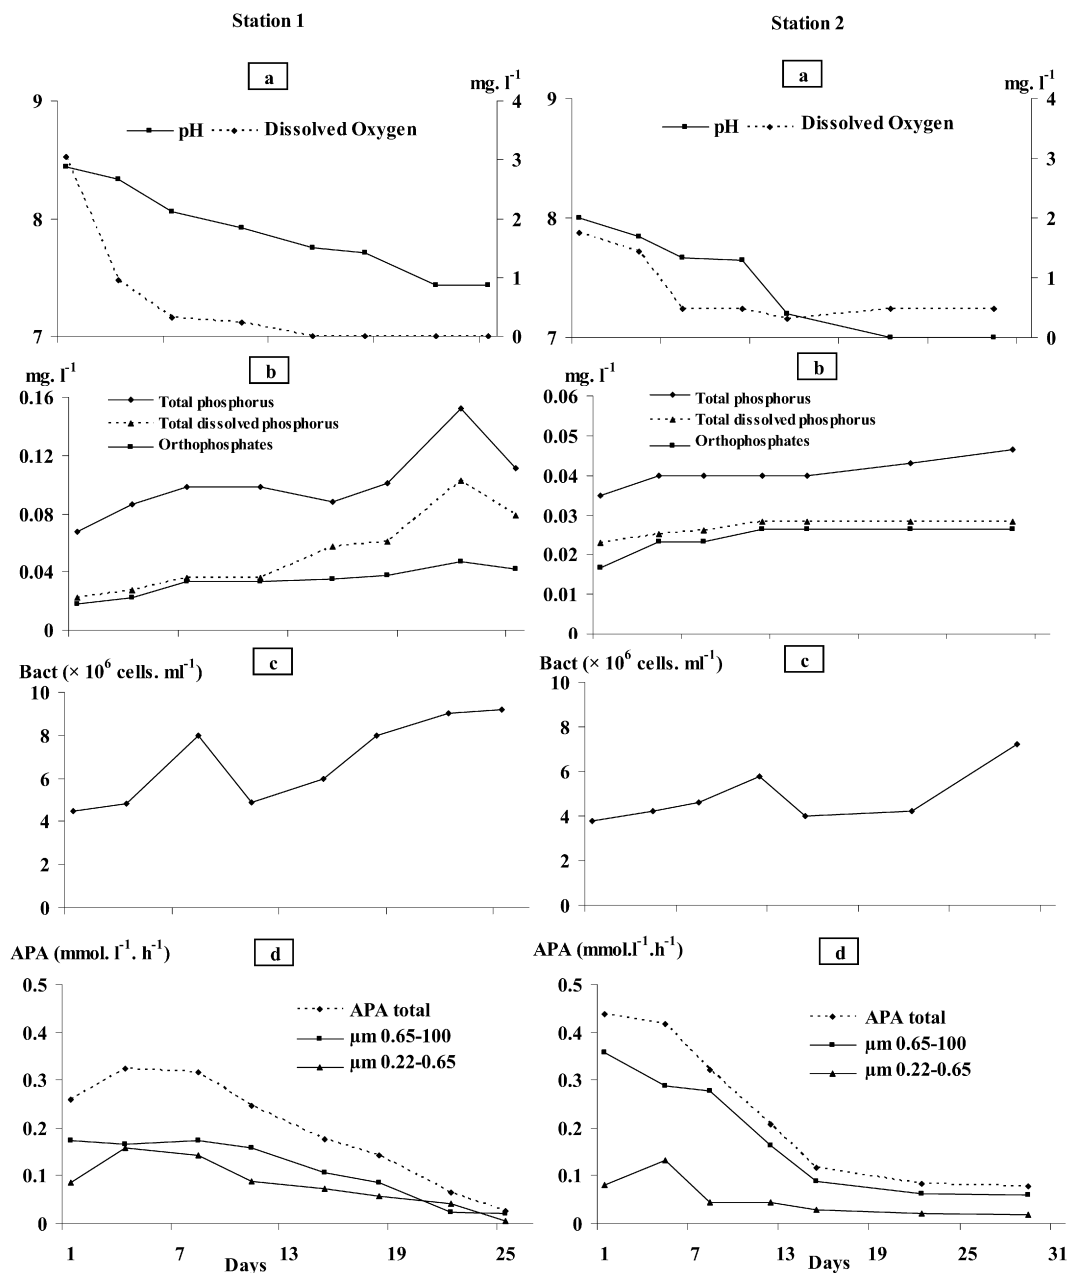 Station 1
Station 2
a
mg. l-1
9
8
7
4
3
2
1
0
pH
Dissolved Oxygen
a
mg. l-1
9
8
7
4
3
2
1
0
pH
Dissolved Oxygen
mg. l-1
b
0.16
0.12
0.08
0.04
0
Total phosphorus
Total dissolved phosphorus
Orthophosphates
mg. l-1
b
0.06
0.05
0.04
0.03
0.02
0.01
0
Total phosphorus
Total dissolved phosphorus
Orthophosphates
Bact (× 10^6 cells. ml-1)
c
10
8
6
4
2
0
Bact (× 10^6 cells. ml-1)
c
10
8
6
4
2
0
APA (mmol. l-1. h-1)
d
0.5
0.4
0.3
0.2
0.1
0
APA total
µm 0.65-100
µm 0.22-0.65
1 7 13 19 25
Days
APA (mmol.l-1.h-1)
d
0.5
0.4
0.3
0.2
0.1
0
APA total
µm 0.65-100
µm 0.22-0.65
1 7 13 19 25 31
Days